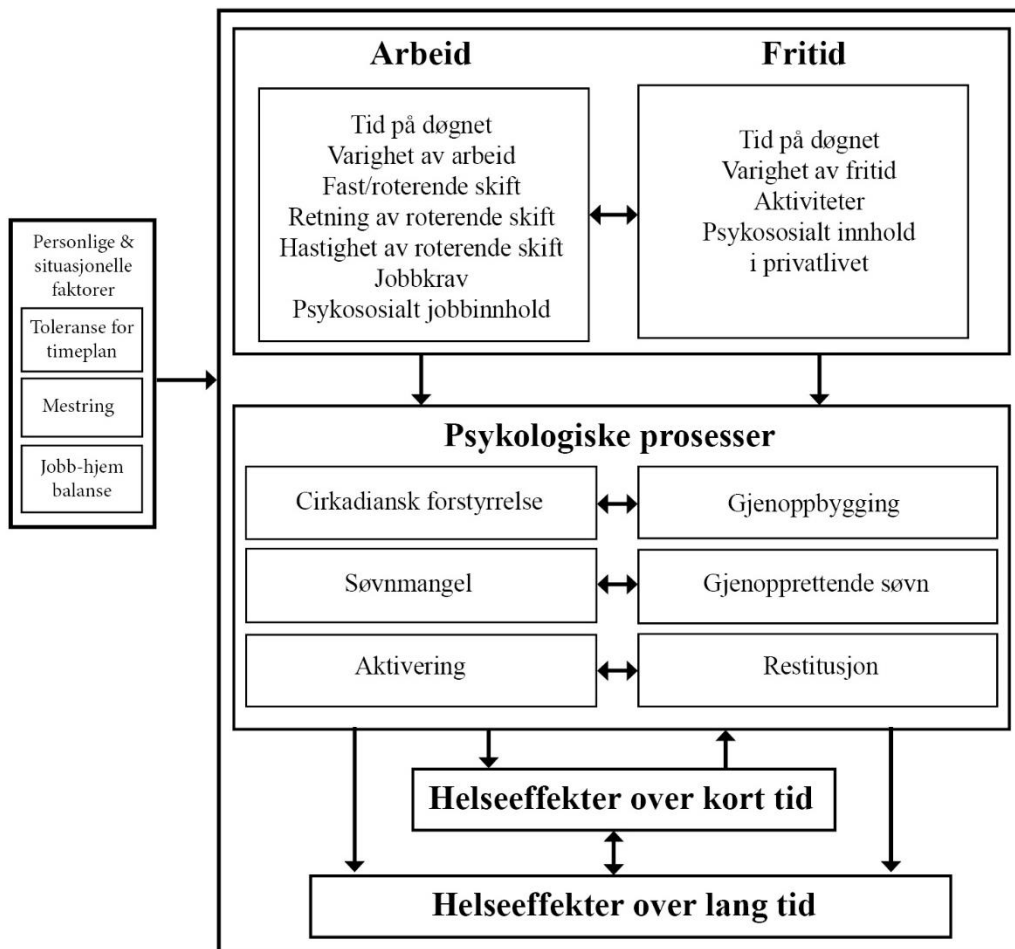 Arbeid
Tid på døgnet
Varighet av arbeid
Fast/roterende skift
Retning av roterende skift
Hastighet av roterende skift
Jobbkrav
Psykososialt jobbinnhold
Fritid
Tid på døgnet
Varighet av fritid
Aktiviteter
Psykososialt innhold
i privatlivet
Personlige &
situasjonelle
faktorer
Toleranse for
timeplan
Mestring
Jobb-hjem
balanse
Psykologiske prosesser
Cirkadiansk forstyrrelse
Gjenoppbygging
Søvnmangel
Gjenopprettende søvn
Aktivering
Restitusjon
Helseeffekter over kort tid
Helseeffekter over lang tid